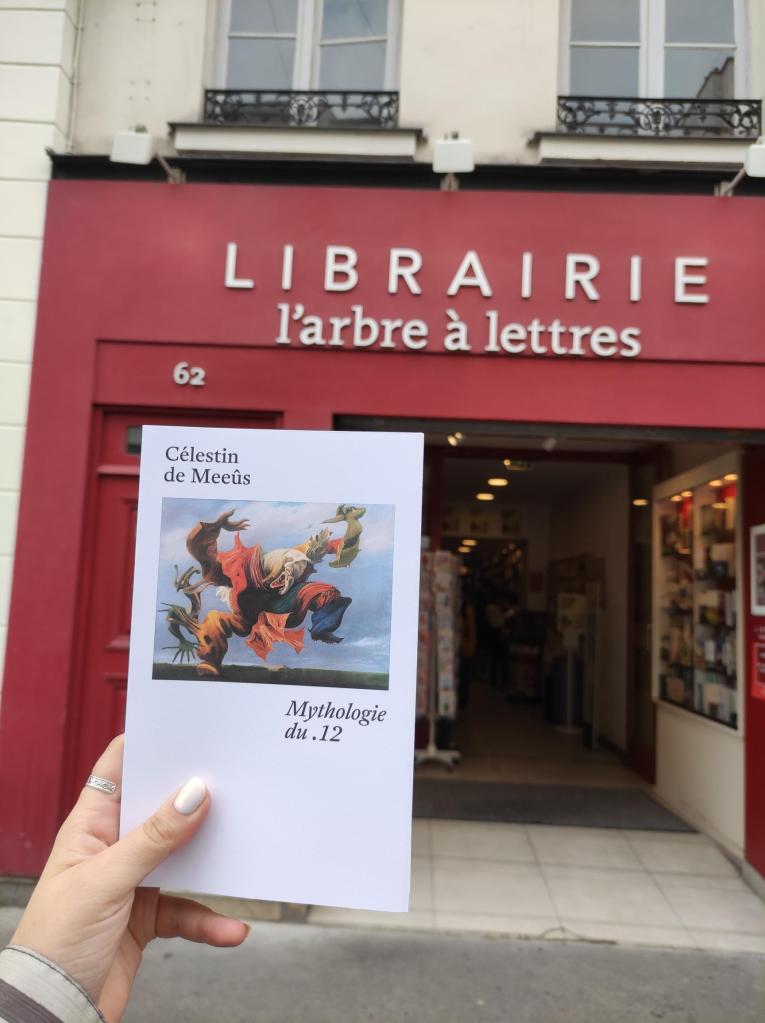 LIBRAIRIE
l'arbre à lettres
62
Célestin
de Meeûs
Mythologie
du .12